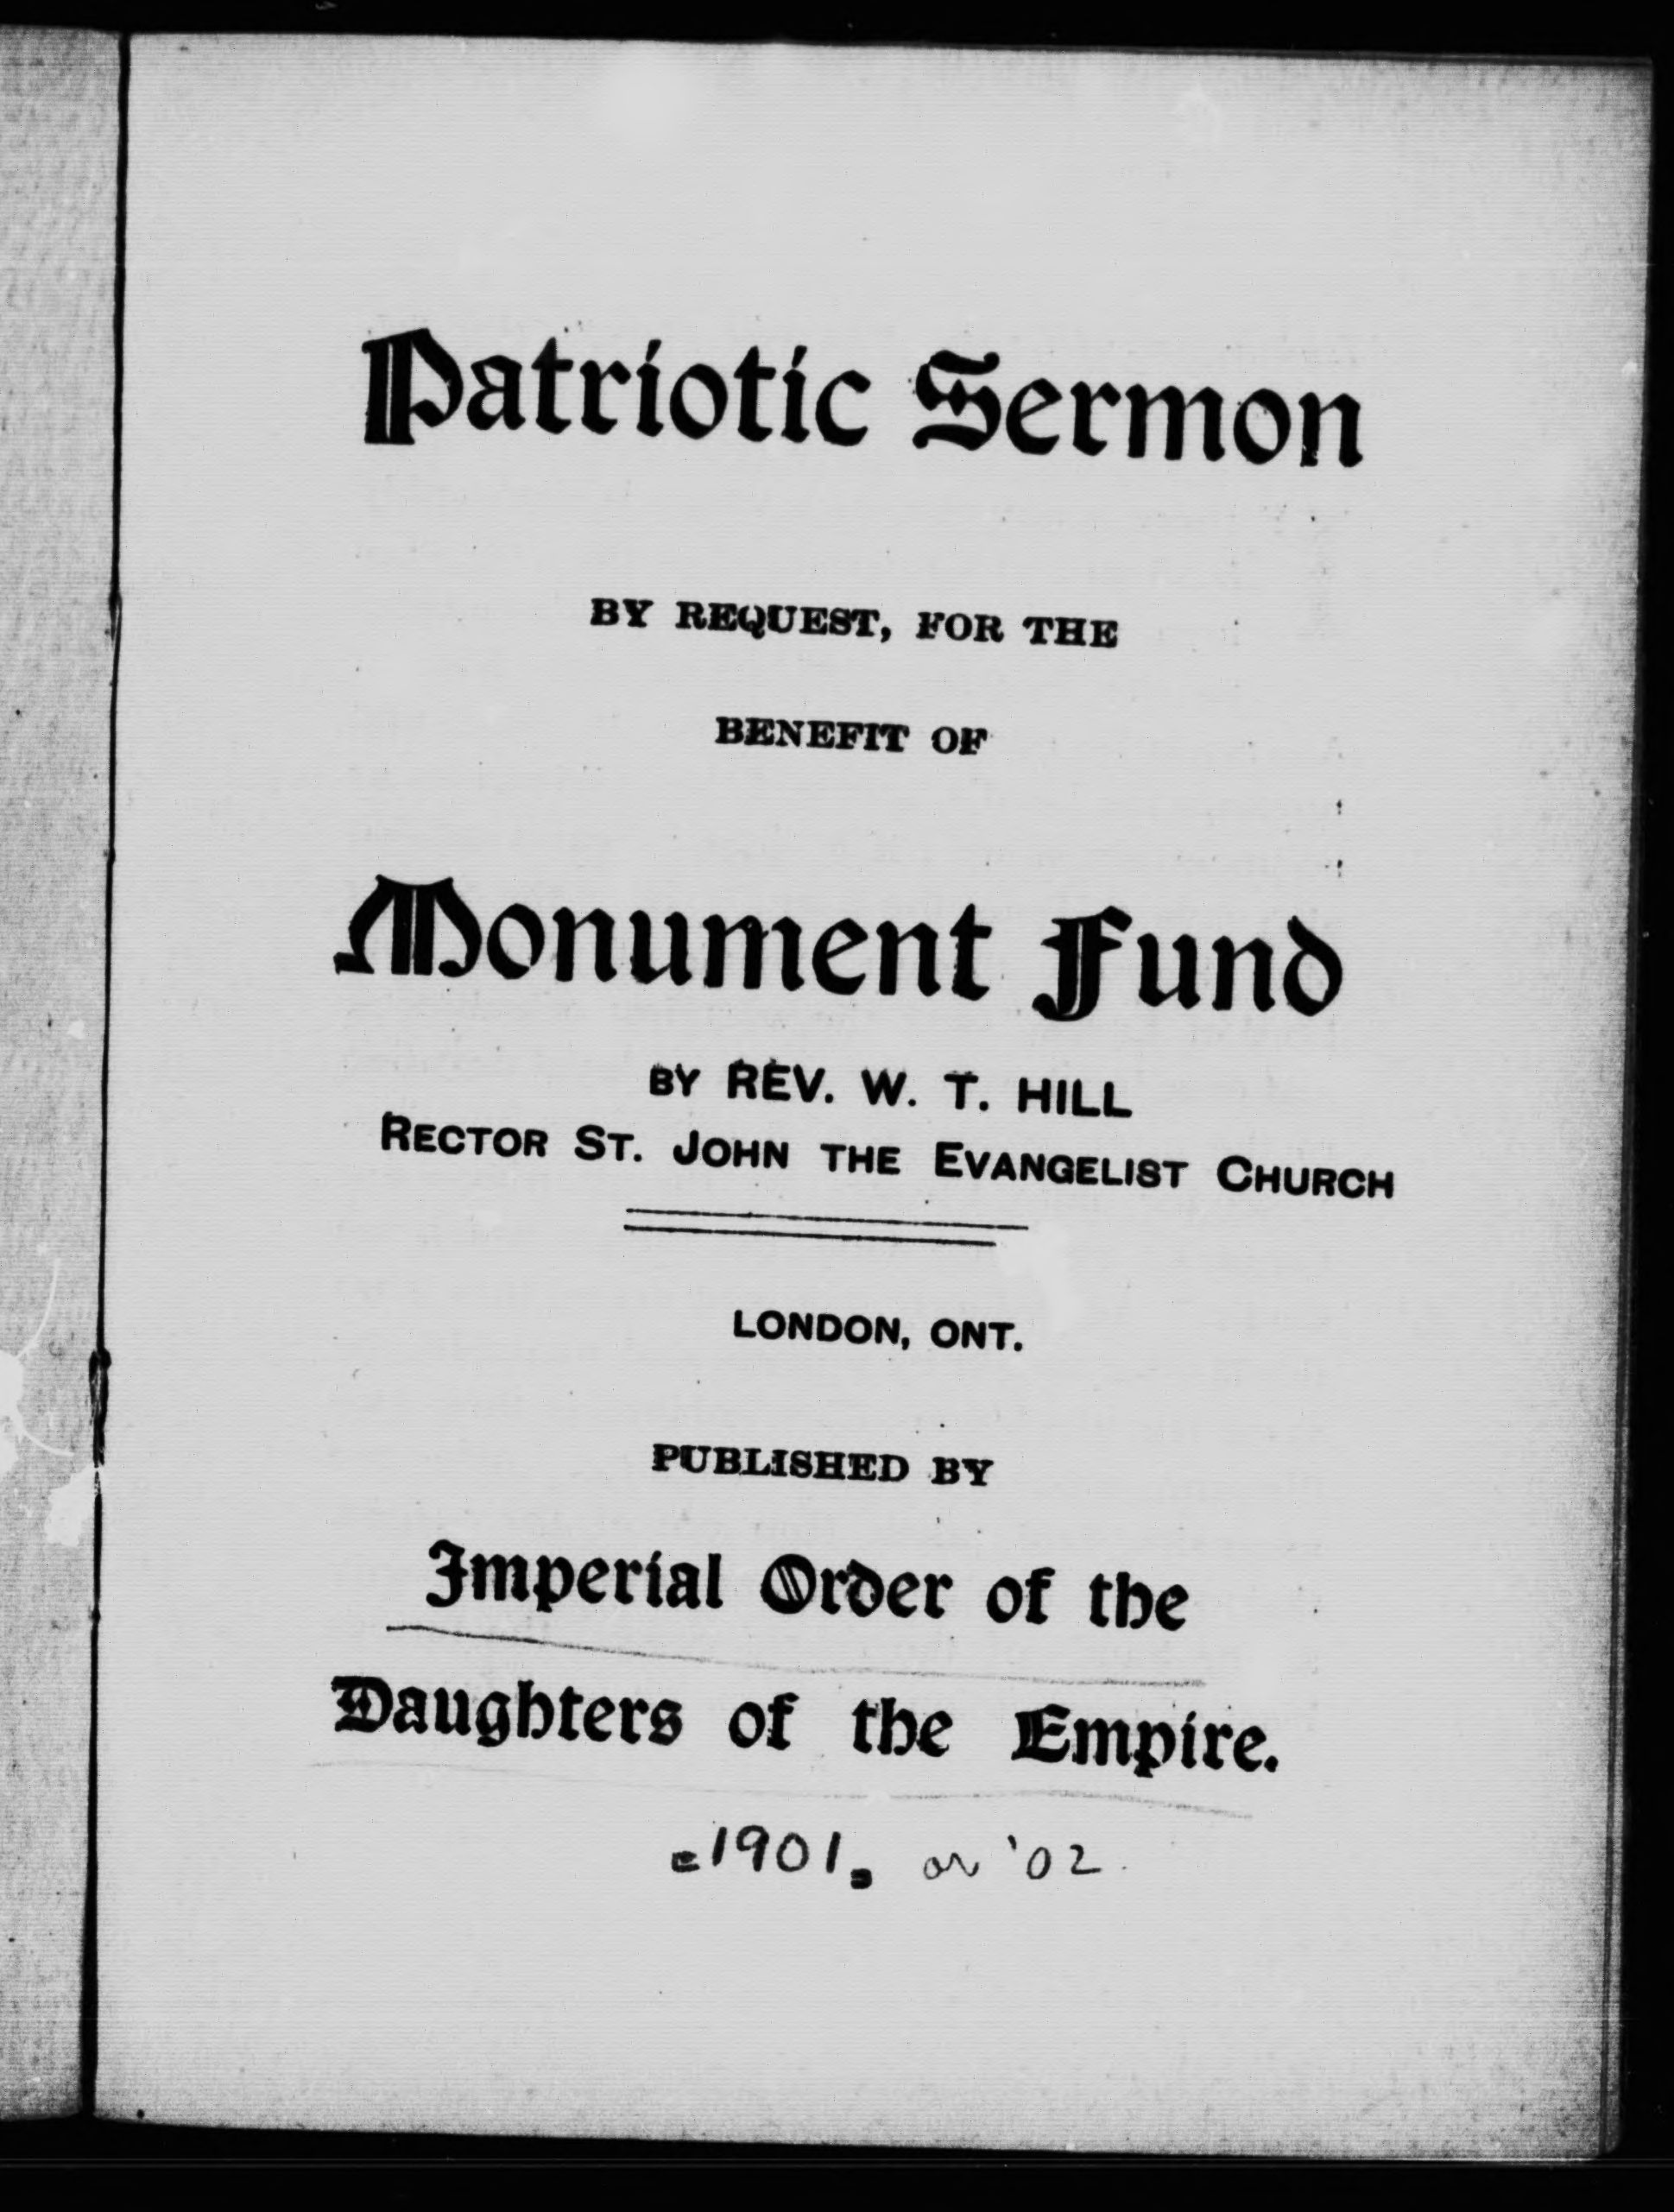 Patriotic Sermon
BY REQUEST, FOR THE
BENEFIT OF
Monument Fund
BY REV. W. T. HILL
RECTOR ST. JOHN THE EVANGELIST CHURCH
LONDON, ONT.
PUBLISHED BY
Imperial Order of the
Daughters of the Empire.
c1901. or '02.